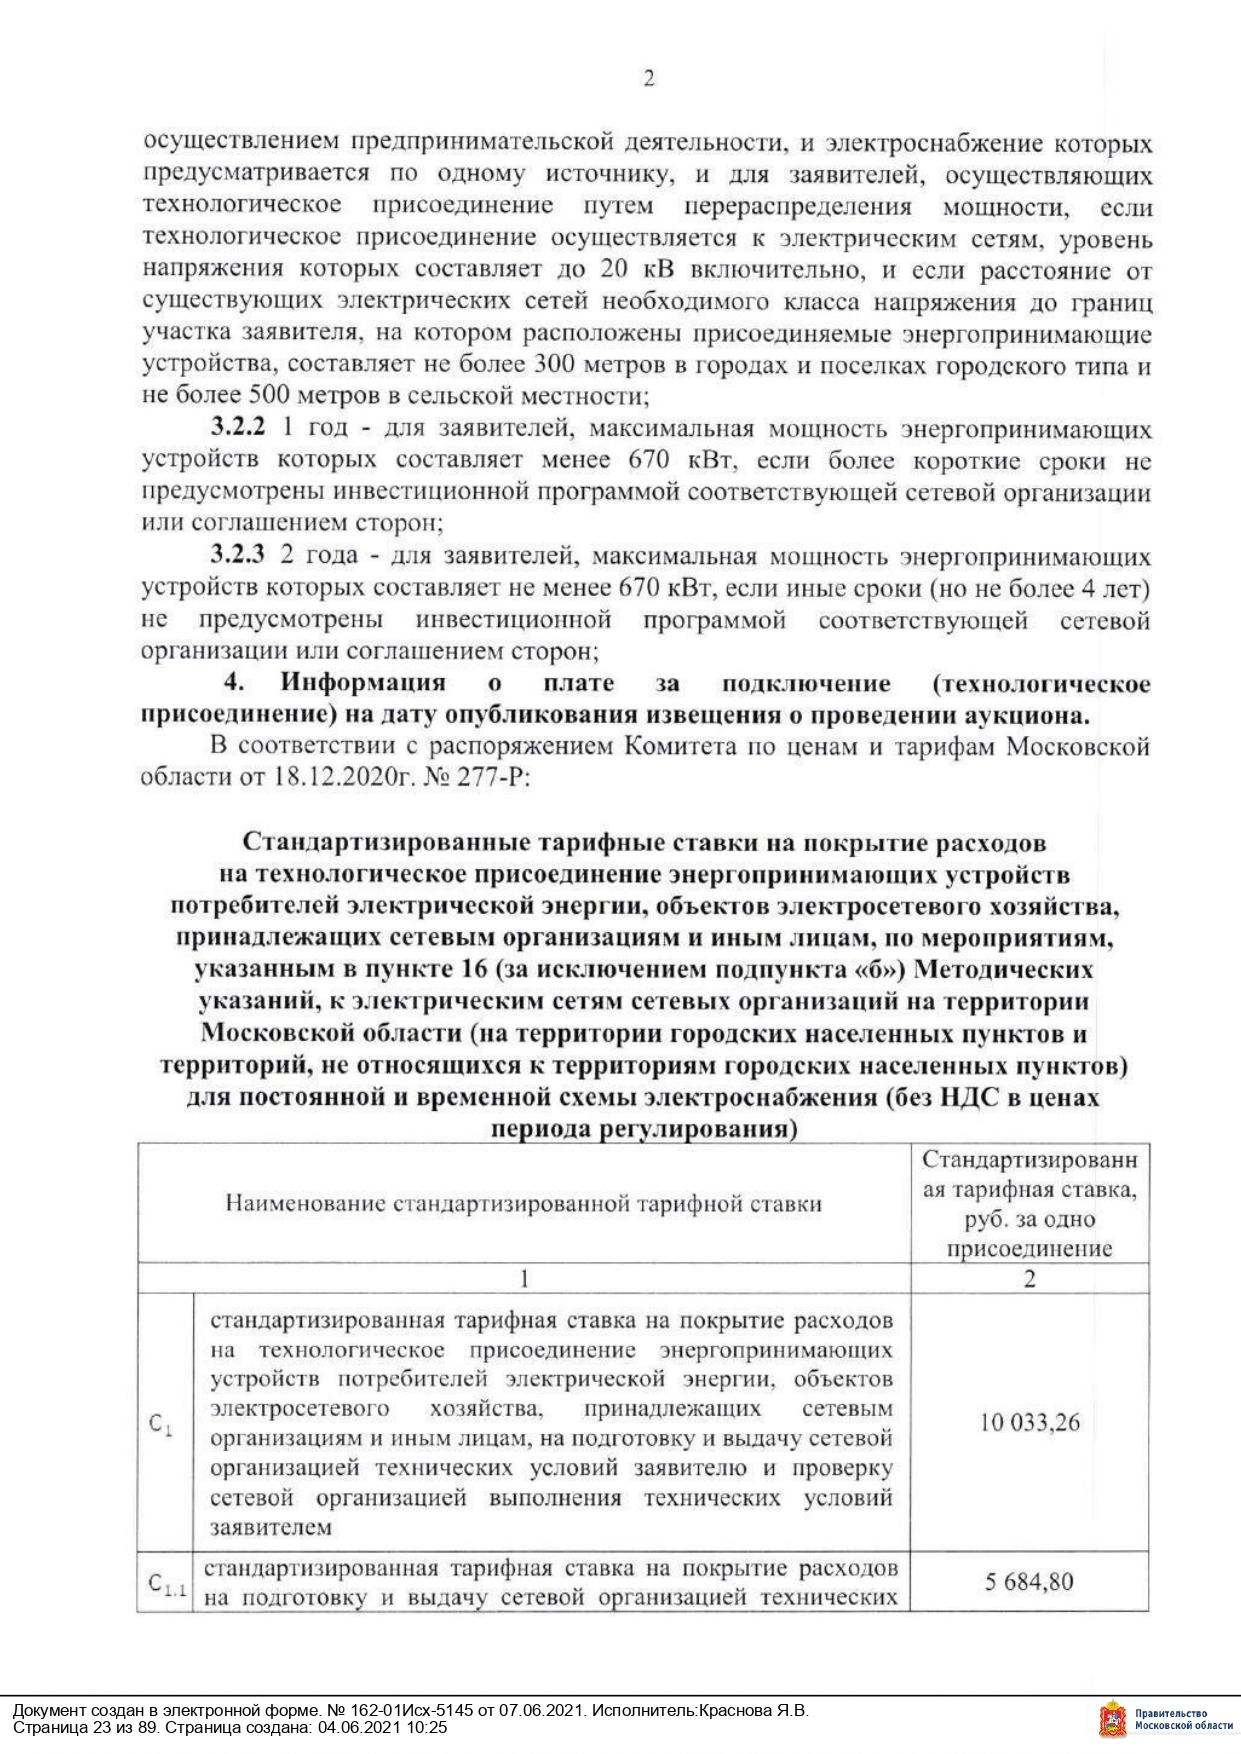 2
осуществлением предпринимательской деятельности, и электроснабжение которых
предусматривается по одному источнику, и для заявителей, осуществляющих
технологическое присоединение путем перераспределения мощности, если
технологическое присоединение осуществляется к электрическим сетям, уровень
напряжения которых составляет до 20 кВ включительно, и если расстояние от
существующих электрических сетей необходимого класса напряжения до границ
участка заявителя, на котором расположены присоединяемые энергопринимающие
устройства, составляет не более 300 метров в городах и поселках городского типа и
не более 500 метров в сельской местности;
3.2.2 1 год - для заявителей, максимальная мощность энергопринимающих
устройств которых составляет менее 670 кВт, если более короткие сроки не
предусмотрены инвестиционной программой соответствующей сетевой организации
или соглашением сторон;
3.2.3 2 года - для заявителей, максимальная мощность энергопринимающих
устройств которых составляет не менее 670 кВт, если иные сроки (но не более 4 лет)
не предусмотрены инвестиционной программой соответствующей сетевой
организации или соглашением сторон;
4. Информация о плате за подключение (технологическое
присоединение) на дату опубликования извещения о проведении аукциона.
В соответствии с распоряжением Комитета по ценам и тарифам Московской
области от 18.12.2020г. № 277-Р:
Стандартизированные тарифные ставки на покрытие расходов
на технологическое присоединение энергопринимающих устройств
потребителей электрической энергии, объектов электросетевого хозяйства,
принадлежащих сетевым организациям и иным лицам, по мероприятиям,
указанным в пункте 16 (за исключением подпункта «б») Методических
указаний, к электрическим сетям сетевых организаций на территории
Московской области (на территории городских населенных пунктов и
территорий, не относящихся к территориям городских населенных пунктов)
для постоянной и временной схемы электроснабжения (без НДС в ценах
периода регулирования)
Наименование стандартизированной тарифной ставки
Стандартизированн
ая тарифная ставка,
руб. за одно
присоединение
1
2
С1
стандартизированная тарифная ставка на покрытие расходов
на технологическое присоединение энергопринимающих
устройств потребителей электрической энергии, объектов
электросетевого хозяйства, принадлежащих сетевым
организациям и иным лицам, на подготовку и выдачу сетевой
организацией технических условий заявителю и проверку
сетевой организацией выполнения технических условий
заявителем
10 033,26
С1.1
стандартизированная тарифная ставка на покрытие расходов
на подготовку и выдачу сетевой организацией технических
5 684,80
Документ создан в электронной форме. № 162-01Исх-5145 от 07.06.2021. Исполнитель:Краснова Я.В.
Страница 23 из 89. Страница создана: 04.06.2021 10:25
Правительство
Московской области